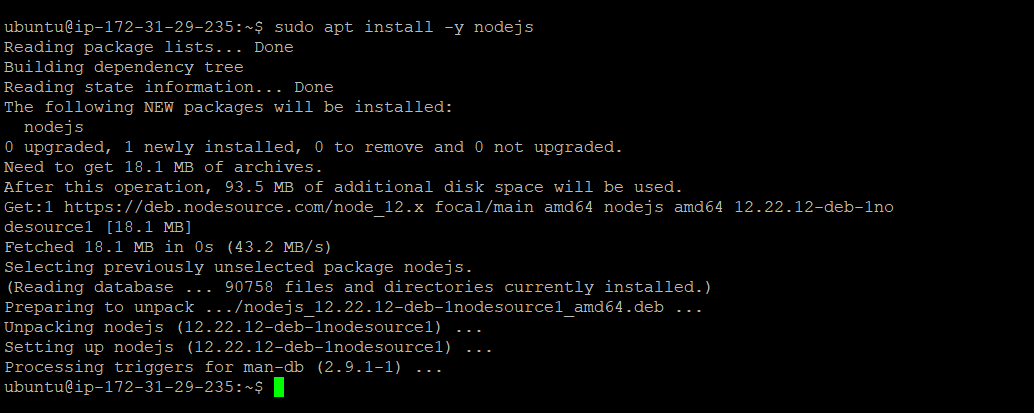 ubuntu@ip-172-31-29-235:~$ sudo apt install -y nodejs
Reading package lists... Done
Building dependency tree
Reading state information... Done
The following NEW packages will be installed:
  nodejs
0 upgraded, 1 newly installed, 0 to remove and 0 not upgraded.
Need to get 18.1 MB of archives.
After this operation, 93.5 MB of additional disk space will be used.
Get:1 https://deb.nodesource.com/node_12.x focal/main amd64 nodejs amd64 12.22.12-deb-1no
desource1 [18.1 MB]
Fetched 18.1 MB in 0s (43.2 MB/s)
Selecting previously unselected package nodejs.
(Reading database ... 90758 files and directories currently installed.)
Preparing to unpack .../nodejs_12.22.12-deb-1nodesource1_amd64.deb ...
Unpacking nodejs (12.22.12-deb-1nodesource1) ...
Setting up nodejs (12.22.12-deb-1nodesource1) ...
Processing triggers for man-db (2.9.1-1) ...
ubuntu@ip-172-31-29-235:~$